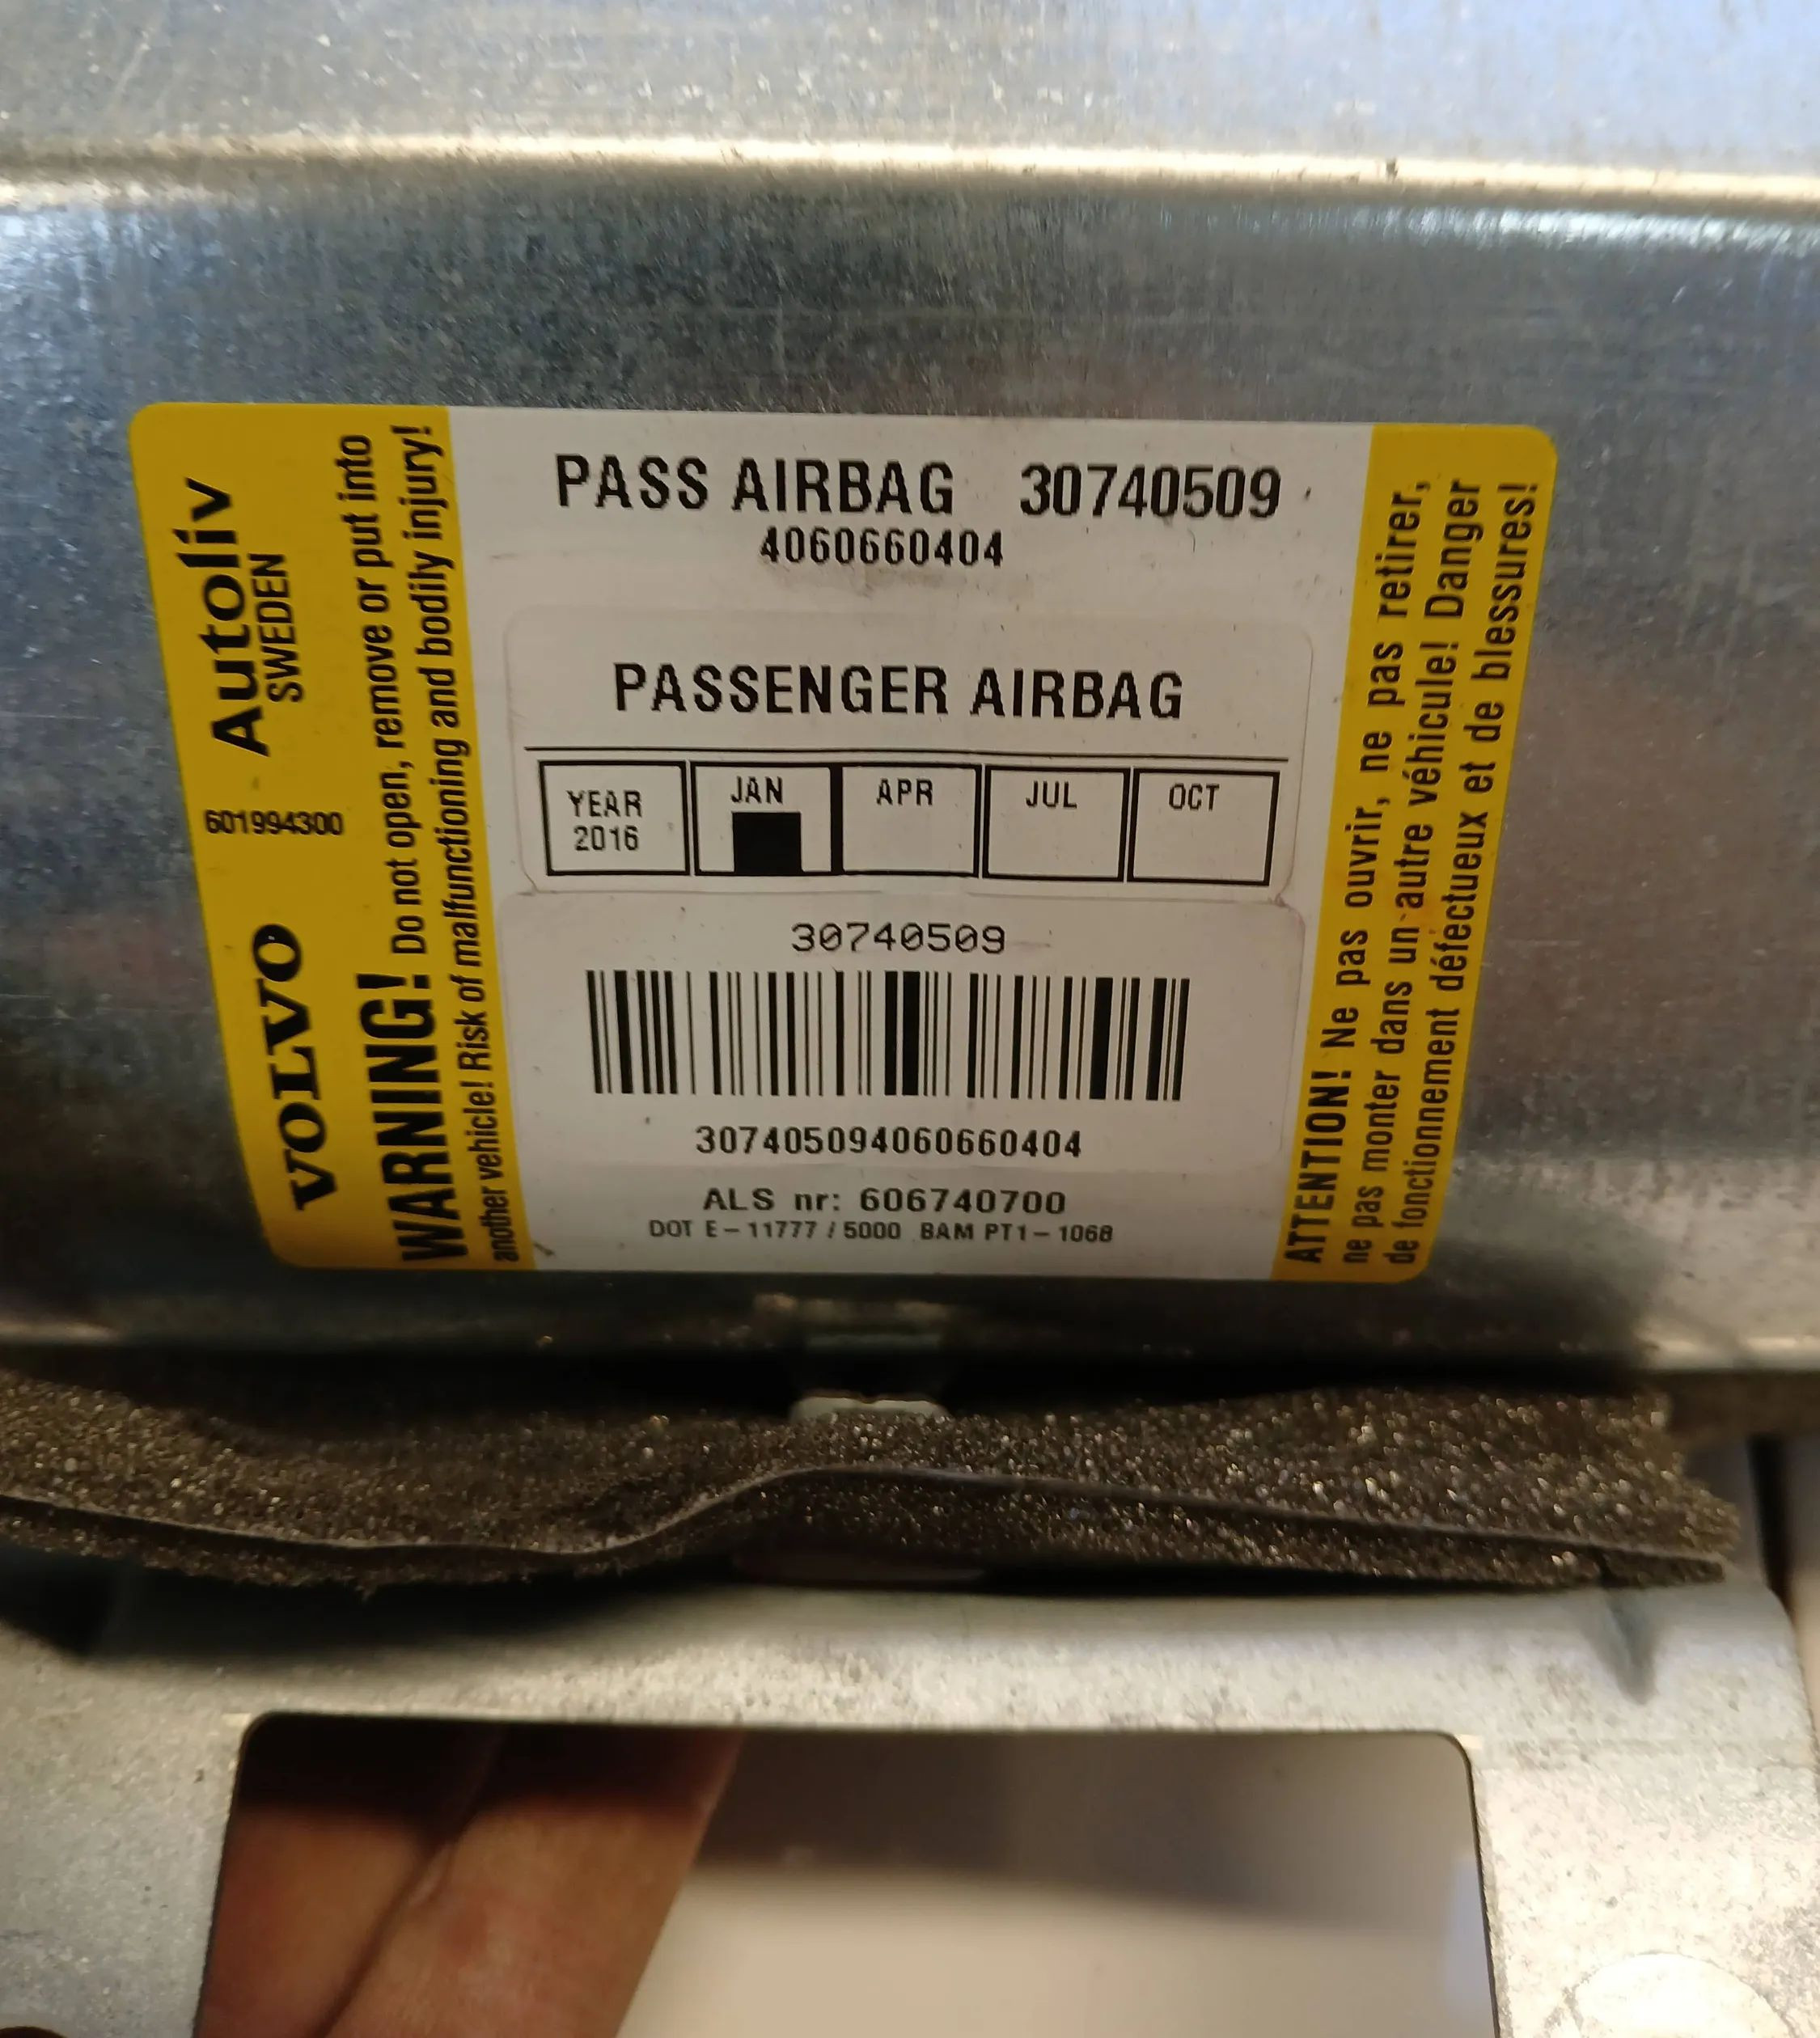 VOLVO 601994300 Autoliv
SWEDEN
WARNING! Do not open, remove or put into
another vehicle! Risk of malfunctioning and bodily injury!
PASS AIRBAG 30740509
4060660404
PASSENGER AIRBAG
YEAR JAN APR JUL OCT
2016
30740509
307405094060660404
ALS nr: 606740700
DOT E-11777 / 5000 BAM PT1-1068
ATTENTION! Ne pas ouvrir, ne pas retirer,
ne pas monter dans un autre véhicule! Danger
de fonctionnement défectueux et de blessures!